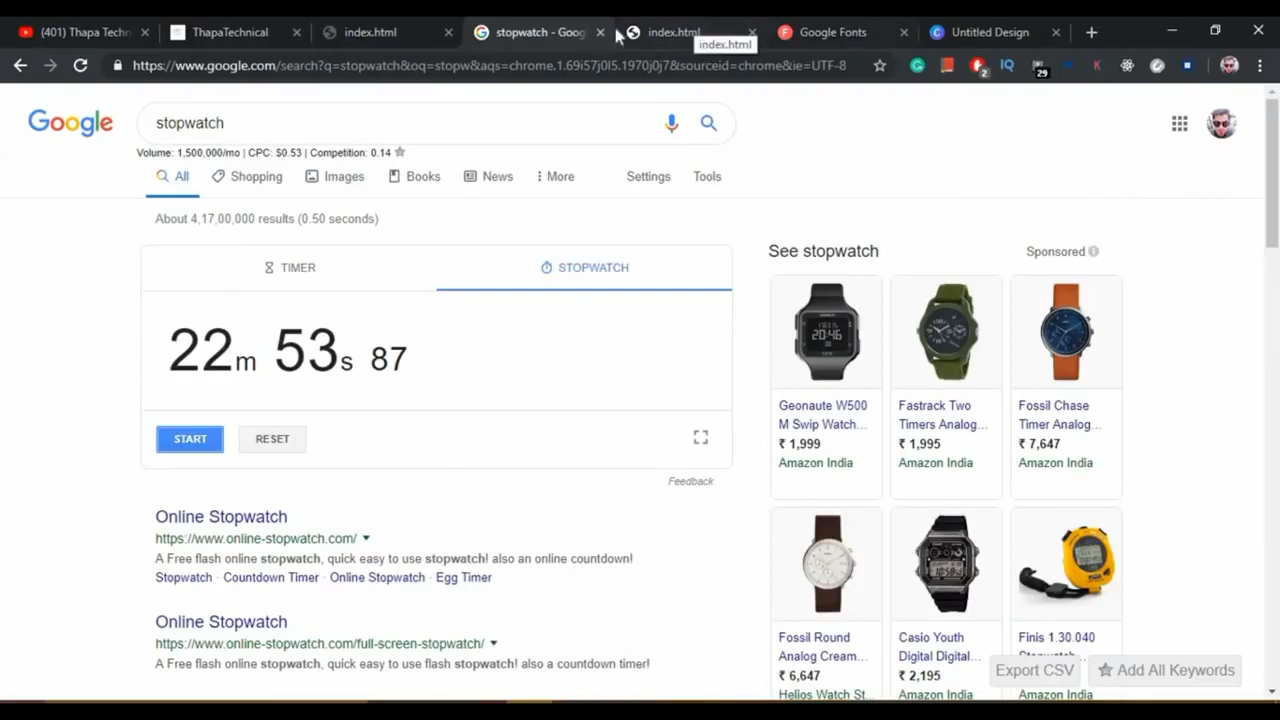 (401) Thapa Techn
ThapaTechnical
index.html
stopwatch - Goog
index.html
Google Fonts
Untitled Design
index.html
https://www.google.com/search?q=stopwatch&oq=stopw&aqs=chrome.1.69i57j0l5.1970j0j7&sourceid=chrome&ie=UTF-8
2
29
Google
stopwatch
Volume: 1,500,000/mo | CPC: $0.53 | Competition: 0.14
All
Shopping
Images
Books
News
More
Settings
Tools
About 4,17,00,000 results (0.50 seconds)
TIMER
STOPWATCH
22m 53s 87
START
RESET
Feedback
Online Stopwatch
https://www.online-stopwatch.com/
A Free flash online stopwatch, quick easy to use stopwatch! also an online countdown!
Stopwatch · Countdown Timer · Online Stopwatch · Egg Timer
Online Stopwatch
https://www.online-stopwatch.com/full-screen-stopwatch/
A Free flash online stopwatch, quick easy to use flash stopwatch! also a countdown timer!
See stopwatch
Sponsored
Geonaute W500
M Swip Watch...
₹ 1,999
Amazon India
Fastrack Two
Timers Analog...
₹ 1,995
Amazon India
Fossil Chase
Timer Analog...
₹ 7,647
Amazon India
Fossil Round
Analog Cream...
₹ 6,647
Helios Watch St...
Casio Youth
Digital Digital...
₹ 2,195
Amazon India
Finis 1.30.040
Amazon India
Export CSV
Add All Keywords